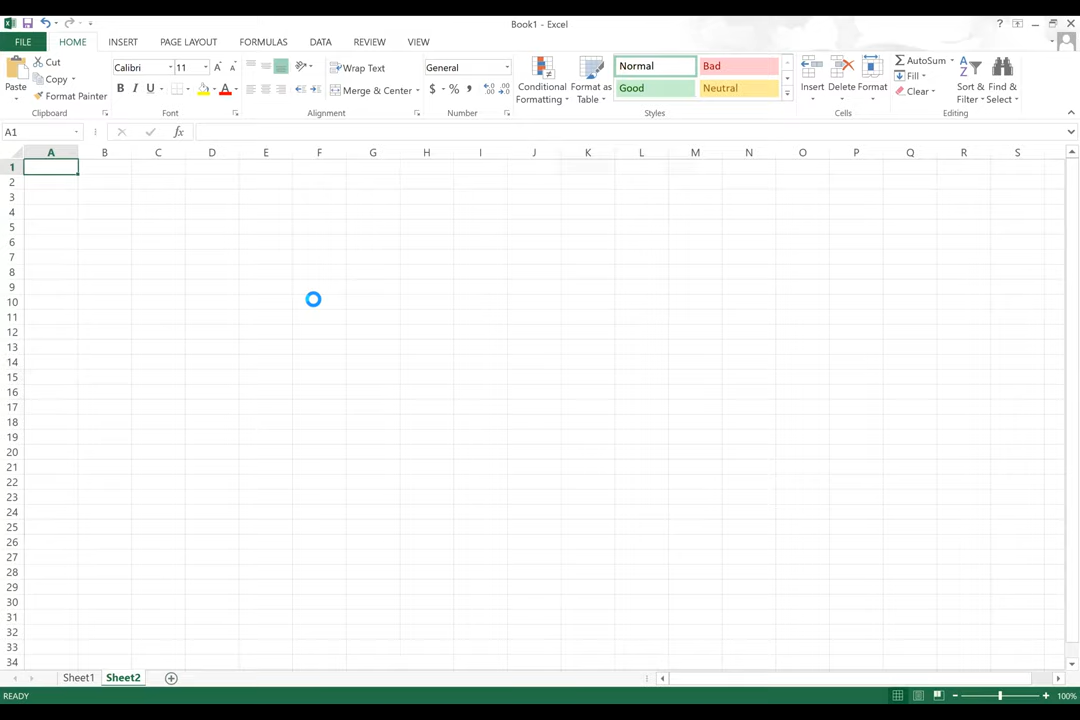 Book1 - Excel
?
FILE HOME INSERT PAGE LAYOUT FORMULAS DATA REVIEW VIEW
Paste
Cut
Copy
Format Painter
Clipboard
Calibri 11
A A
B I U A
Font
Wrap Text
Merge & Center
Alignment
General
$ % , .00 .00
Number
Conditional Formatting
Format as Table
Normal Bad
Good Neutral
Styles
Insert Delete Format
Cells
AutoSum
Fill
Clear
Sort & Filter
Find & Select
Editing
A1 fx
A B C D E F G H I J K L M N O P Q R S
1
2
3
4
5
6
7
8
9
10
11
12
13
14
15
16
17
18
19
20
21
22
23
24
25
26
27
28
29
30
31
32
33
34
Sheet1 Sheet2
READY 100%